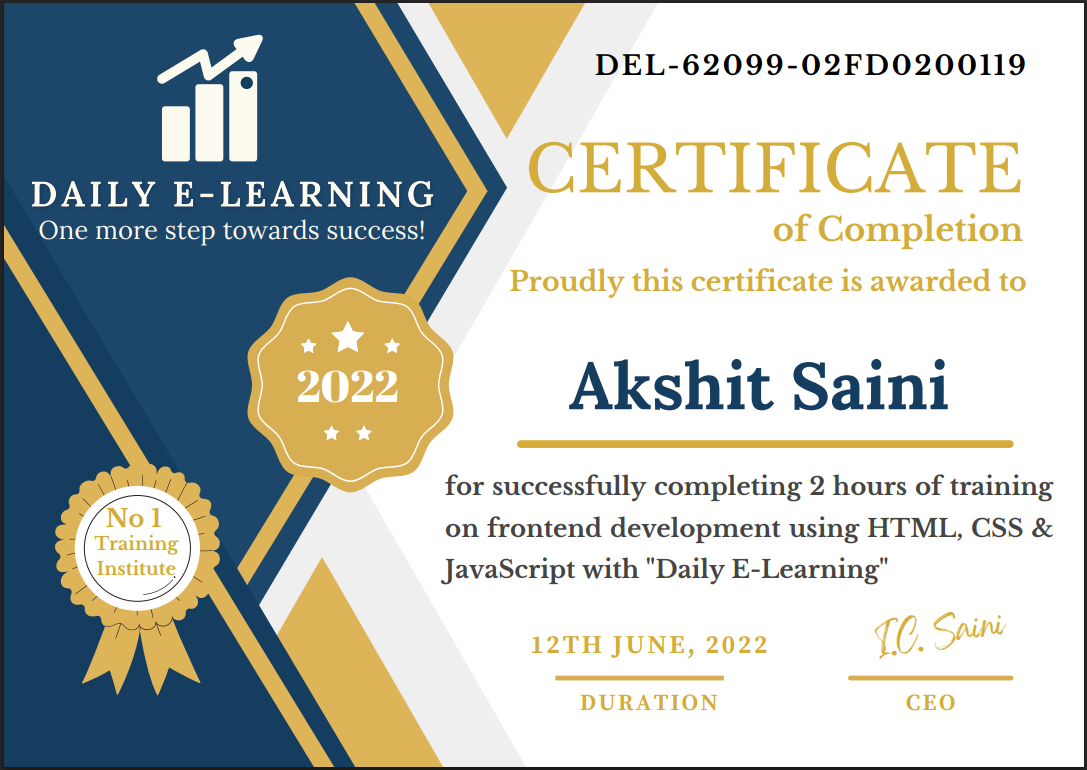 DAILY E-LEARNING
One more step towards success!
2022
No 1
Training
Institute
DEL-62099-02FD0200119
CERTIFICATE
of Completion
Proudly this certificate is awarded to
Akshit Saini
for successfully completing 2 hours of training
on frontend development using HTML, CSS &
JavaScript with "Daily E-Learning"
12TH JUNE, 2022
DURATION
I.C. Saini
CEO